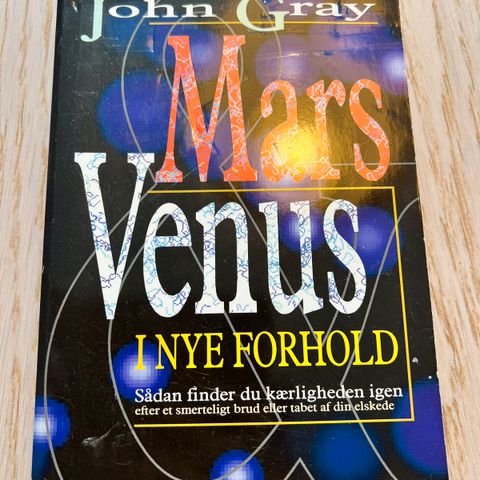 John Gray
Mars
&
Venus
I NYE FORHOLD
Sådan finder du kærligheden igen
efter et smerteligt brud eller tabet af din elskede